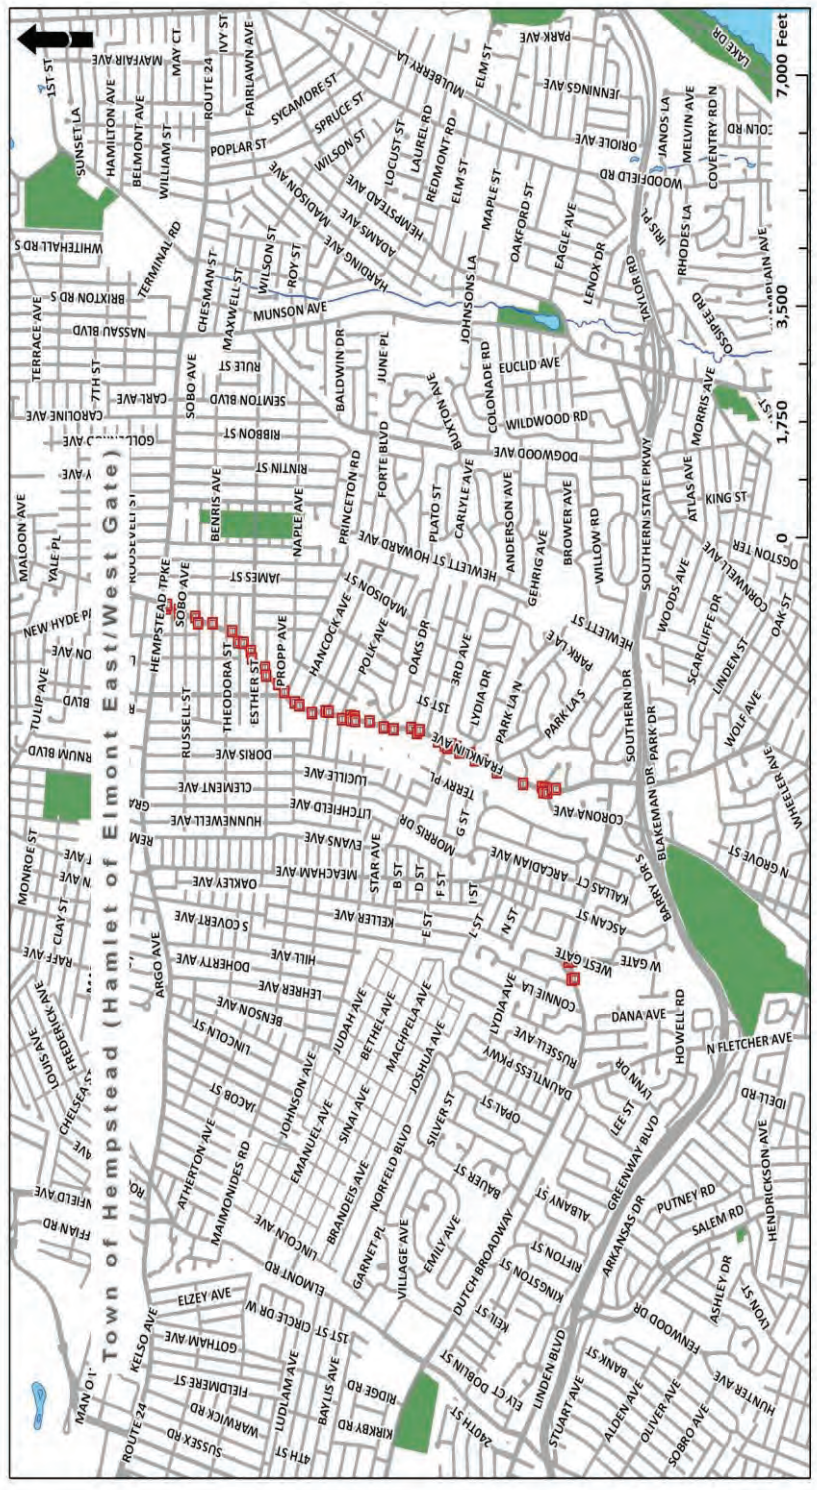 Town of Hempstead (Hamlet of Elmont East/West Gate)
1ST ST
MAYFAIR AVE
MAY CT
ROUTE 24
IVY ST
FAIRLAWN AVE
SUNSET LA
HAMILTON AVE
BELMONT AVE
WILLIAM ST
POPLAR ST
SYCAMORE ST
SPRUCE ST
WILSON ST
MULBERRY LA
ELM ST
PARK AVE
JENNINGS AVE
LAKE DR
LOCUST ST
LAUREL RD
REDMONT RD
ELM ST
MAPLE ST
OAKFORD ST
EAGLE AVE
LENOX DR
ORIOLE AVE
WOODFIELD RD
JANOS LA
MELVIN AVE
COVENTRY RD N
COLN RD
IRIS PL
RHODES LA
TAYLOR RD
OSSIPEE RD
MADISON AVE
HEMPSTEAD AVE
ADAMS AVE
HARDING AVE
WHITEHALL RD S
TERMINAL RD
BRIXTON RD S
NASSAU BLVD
TERRACE AVE
CHESMAN ST
MAXWELL ST
WILSON ST
ROY ST
MUNSON AVE
JOHNSONS LA
7TH ST
CARL AVE
CAROLINE AVE
SOBO AVE
RULE ST
SEMTON BLVD
RIBBON ST
RINTIN ST
BALDWIN DR
JUNE PL
BUXTON AVE
COLONADE RD
EUCLID AVE
WILDWOOD RD
DOGWOOD AVE
MORRIS AVE
ATLAS AVE
KING ST
SOUTHERN STATE PKWY
MALOON AVE
YALE PL
ROOSEVELT ST
BENRIS AVE
NAPLE AVE
PRINCETON RD
FORTE BLVD
PLATO ST
CARLYLE AVE
ANDERSON AVE
BROWER AVE
WILLOW RD
GEHRIG AVE
HOWARD AVE
HEWLETT ST
JAMES ST
HEMPSTEAD TPKE
SOBO AVE
MADISON ST
HANCOCK AVE
POLK AVE
OAKS DR
3RD AVE
LYDIA DR
PARK LA N
PARK LA S
PARK LA E
HEWLETT ST
WOODS AVE
CORNWELL AVE
OGSTON TER
OAK ST
SCARCLIFFE DR
LINDEN ST
WOLF AVE
WHEELER AVE
N GROVE ST
TULIP AVE
RUSSELL ST
THEODORA ST
ESTHER ST
PROPP AVE
1ST ST
FRANKLIN AVE
TERRY PL
SOUTHERN DR
PARK DR
BLAKEMAN DR
CORONA AVE
DORIS AVE
CLEMENT AVE
HUNNEWELL AVE
LUCILLE AVE
LITCHFIELD AVE
EVANS AVE
MEACHAM AVE
MORRIS DR
G ST
STAR AVE
B ST
D ST
F ST
I ST
E ST
L ST
N ST
ARCADIAN AVE
KALLAS CT
ASCAN ST
BARRY DR S
MONROE ST
CLAY ST
RAFF AVE
OAKLEY AVE
S COVERT AVE
KELLER AVE
HILL AVE
DOHERTY AVE
LEHRER AVE
BENSON AVE
ARGO AVE
LINCOLN ST
WEST GATE
W GATE
CONNIE LA
LYDIA AVE
RUSSELL AVE
DAUNTLESS PKWY
DANA AVE
HOWELL RD
N FLETCHER AVE
LYNN DR
LEE ST
FREDERICK AVE
LOUIS AVE
CHELSEA ST
JACOB ST
JUDAH AVE
BETHEL AVE
MACHPELA AVE
JOSHUA AVE
JOHNSON AVE
EMANUEL AVE
SINAI AVE
BRANDEIS AVE
NORFELD BLVD
SILVER ST
OPAL ST
BAUER ST
ATHERTON AVE
MAIMONIDES RD
LINCOLN AVE
GARNET PL
VILLAGE AVE
EMILY AVE
ALBANY ST
RIFTON ST
KINGSTON ST
DUTCH BROADWAY
GREENWAY BLVD
ARKANSAS DR
PUTNEY RD
SALEM RD
IDELL RD
HENDRICKSON AVE
ASHLEY DR
LYON ST
FENWOOD DR
ELMONT RD
ELZEY AVE
KELSO AVE
GOTHAM AVE
1ST ST
CIRCLE DR W
KEIL ST
DOBLIN ST
ELY CT
LINDEN BLVD
STUART AVE
BANK ST
HUNTER AVE
ALDEN AVE
OLIVER AVE
SOBRO AVE
FIELDMERE ST
WARWICK RD
SUSSEX RD
ROUTE 24
LUDLAM AVE
BAYLIS AVE
4TH ST
RIDGE RD
KIRKBY RD
240TH ST
0
1,750
3,500
7,000 Feet